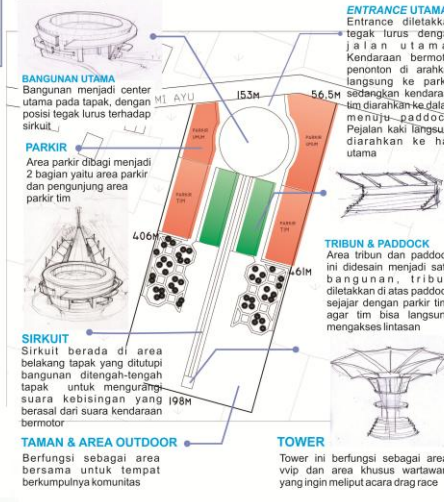 BANGUNAN UTAMA
Bangunan menjadi center
utama pada tapak, dengan
posisi tegak lurus terhadap
sirkuit
PARKIR
Area parkir dibagi menjadi
2 bagian yaitu area parkir
dan pengunjung area
parkir tim
SIRKUIT
Sirkuit berada di area
belakang tapak yang ditutupi
bangunan ditengah-tengah
tapak untuk mengurangi
suara kebisingan yang
berasal dari suara kendaraan
bermotor
TAMAN & AREA OUTDOOR
Berfungsi sebagai area
bersama untuk tempat
berkumpulnya komunitas
MI AYU
153M
56.5M
PARKIR
UMUM
PARKIR
UMUM
PARKIR
TIM
PARKIR
TIM
406M
461M
198M
ENTRANCE UTAMA
Entrance diletakka
tegak lurus denga
jalan utama
Kendaraan bermot
penonton di arahk
langsung ke park
sedangkan kendara
tim diarahkan ke dala
menuju paddoc
Pejalan kaki langsu
diarahkan ke ha
utama
TRIBUN & PADDOCK
Area tribun dan paddoc
ini didesain menjadi sat
bangunan, tribu
diletakkan di atas paddoc
sejajar dengan parkir tim
agar tim bisa langsun
mengakses lintasan
TOWER
Tower ini berfungsi sebagai area
vvip dan area khusus wartawan
yang ingin meliput acara drag race